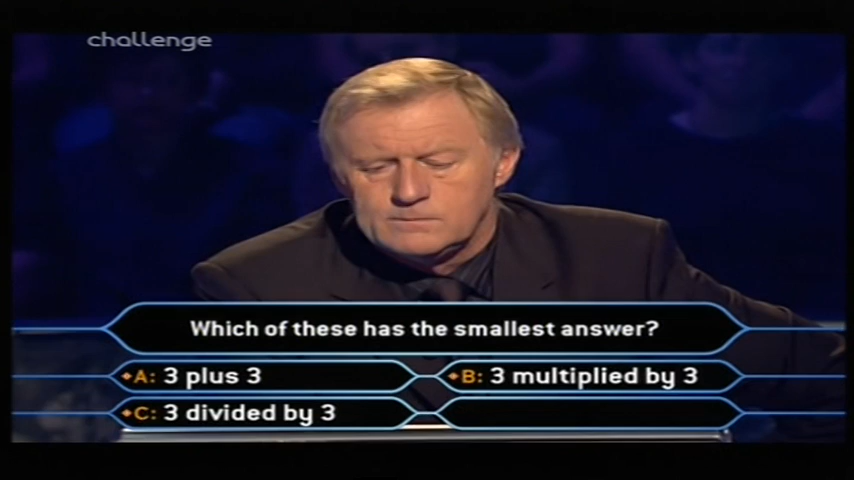 challenge
Which of these has the smallest answer?
A: 3 plus 3
B: 3 multiplied by 3
C: 3 divided by 3